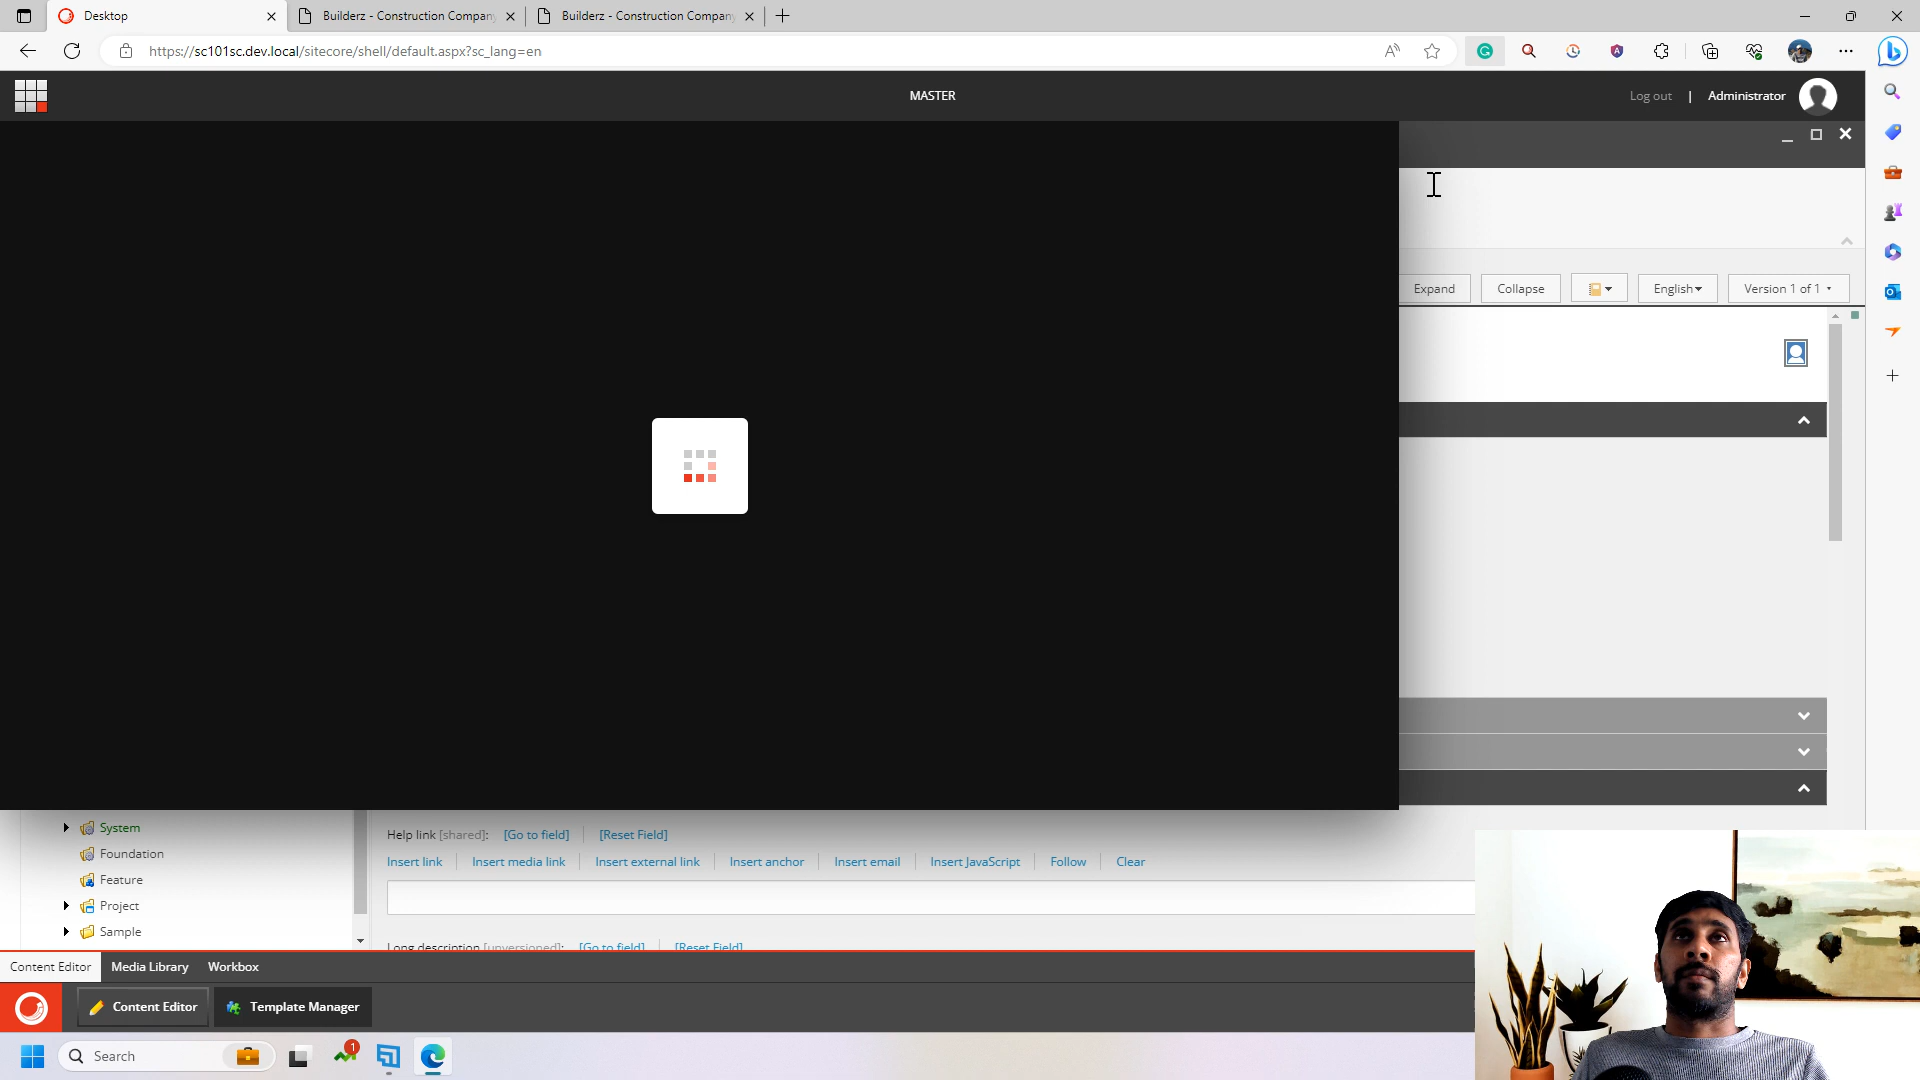 Desktop
Builderz - Construction Company
Builderz - Construction Company
https://sc101sc.dev.local/sitecore/shell/default.aspx?sc_lang=en
MASTER
Log out | Administrator
Expand
Collapse
English
Version 1 of 1
System
Foundation
Feature
Project
Sample
Help link [shared]: [Go to field] [Reset Field]
Insert link Insert media link Insert external link Insert anchor Insert email Insert JavaScript Follow Clear
Long description [unversioned]: [Go to field] [Reset Field]
Content Editor Media Library Workbox
Content Editor Template Manager
Search
1